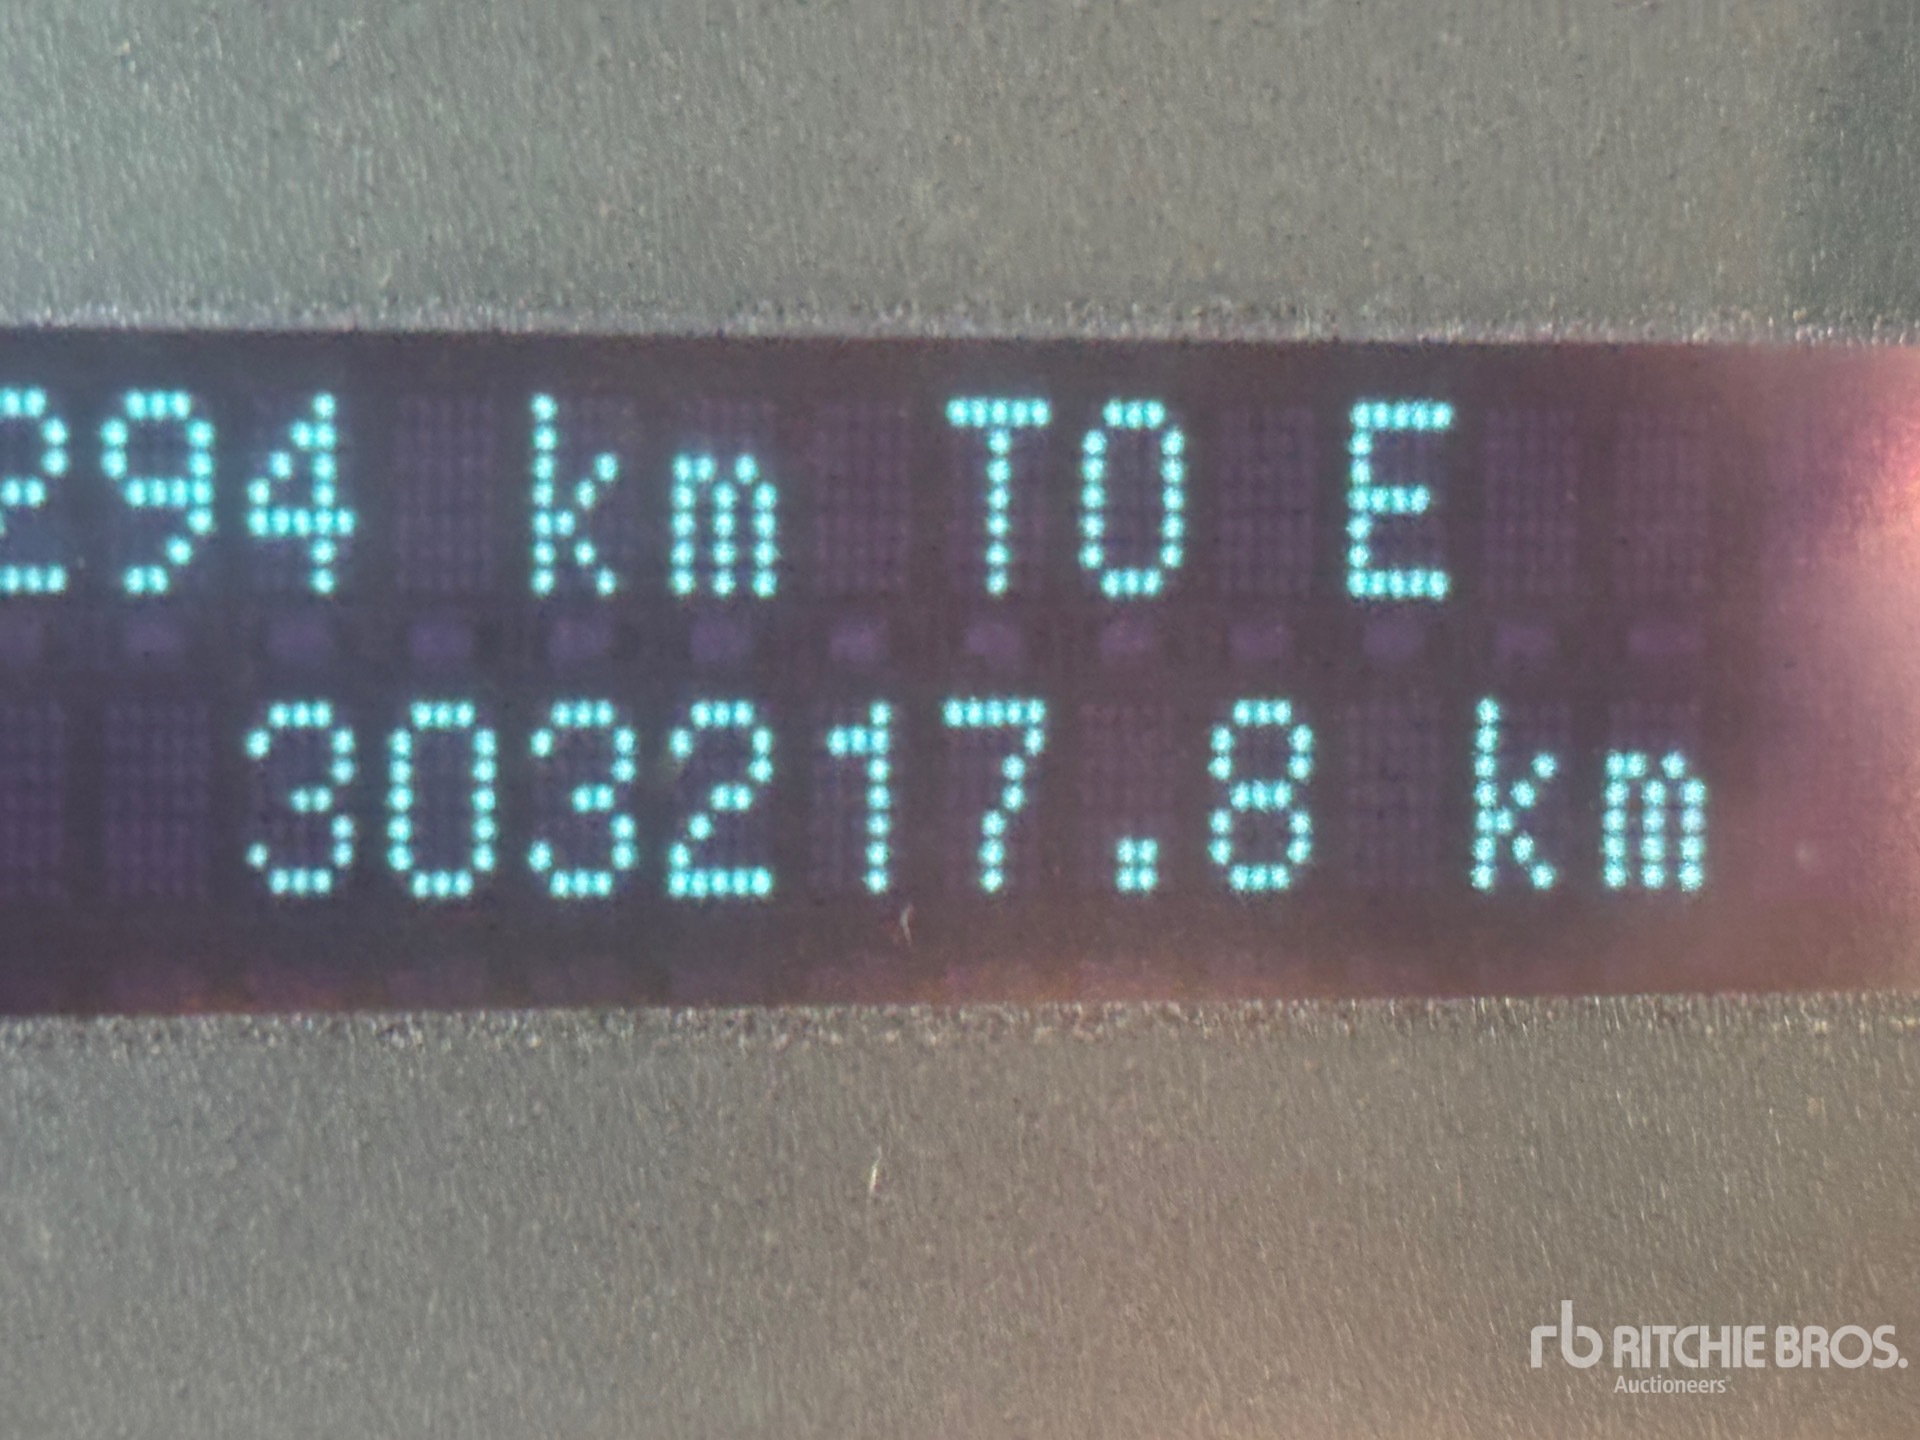 294 km TO E
303217.8 km
rb RITCHIE BROS.
Auctioneers